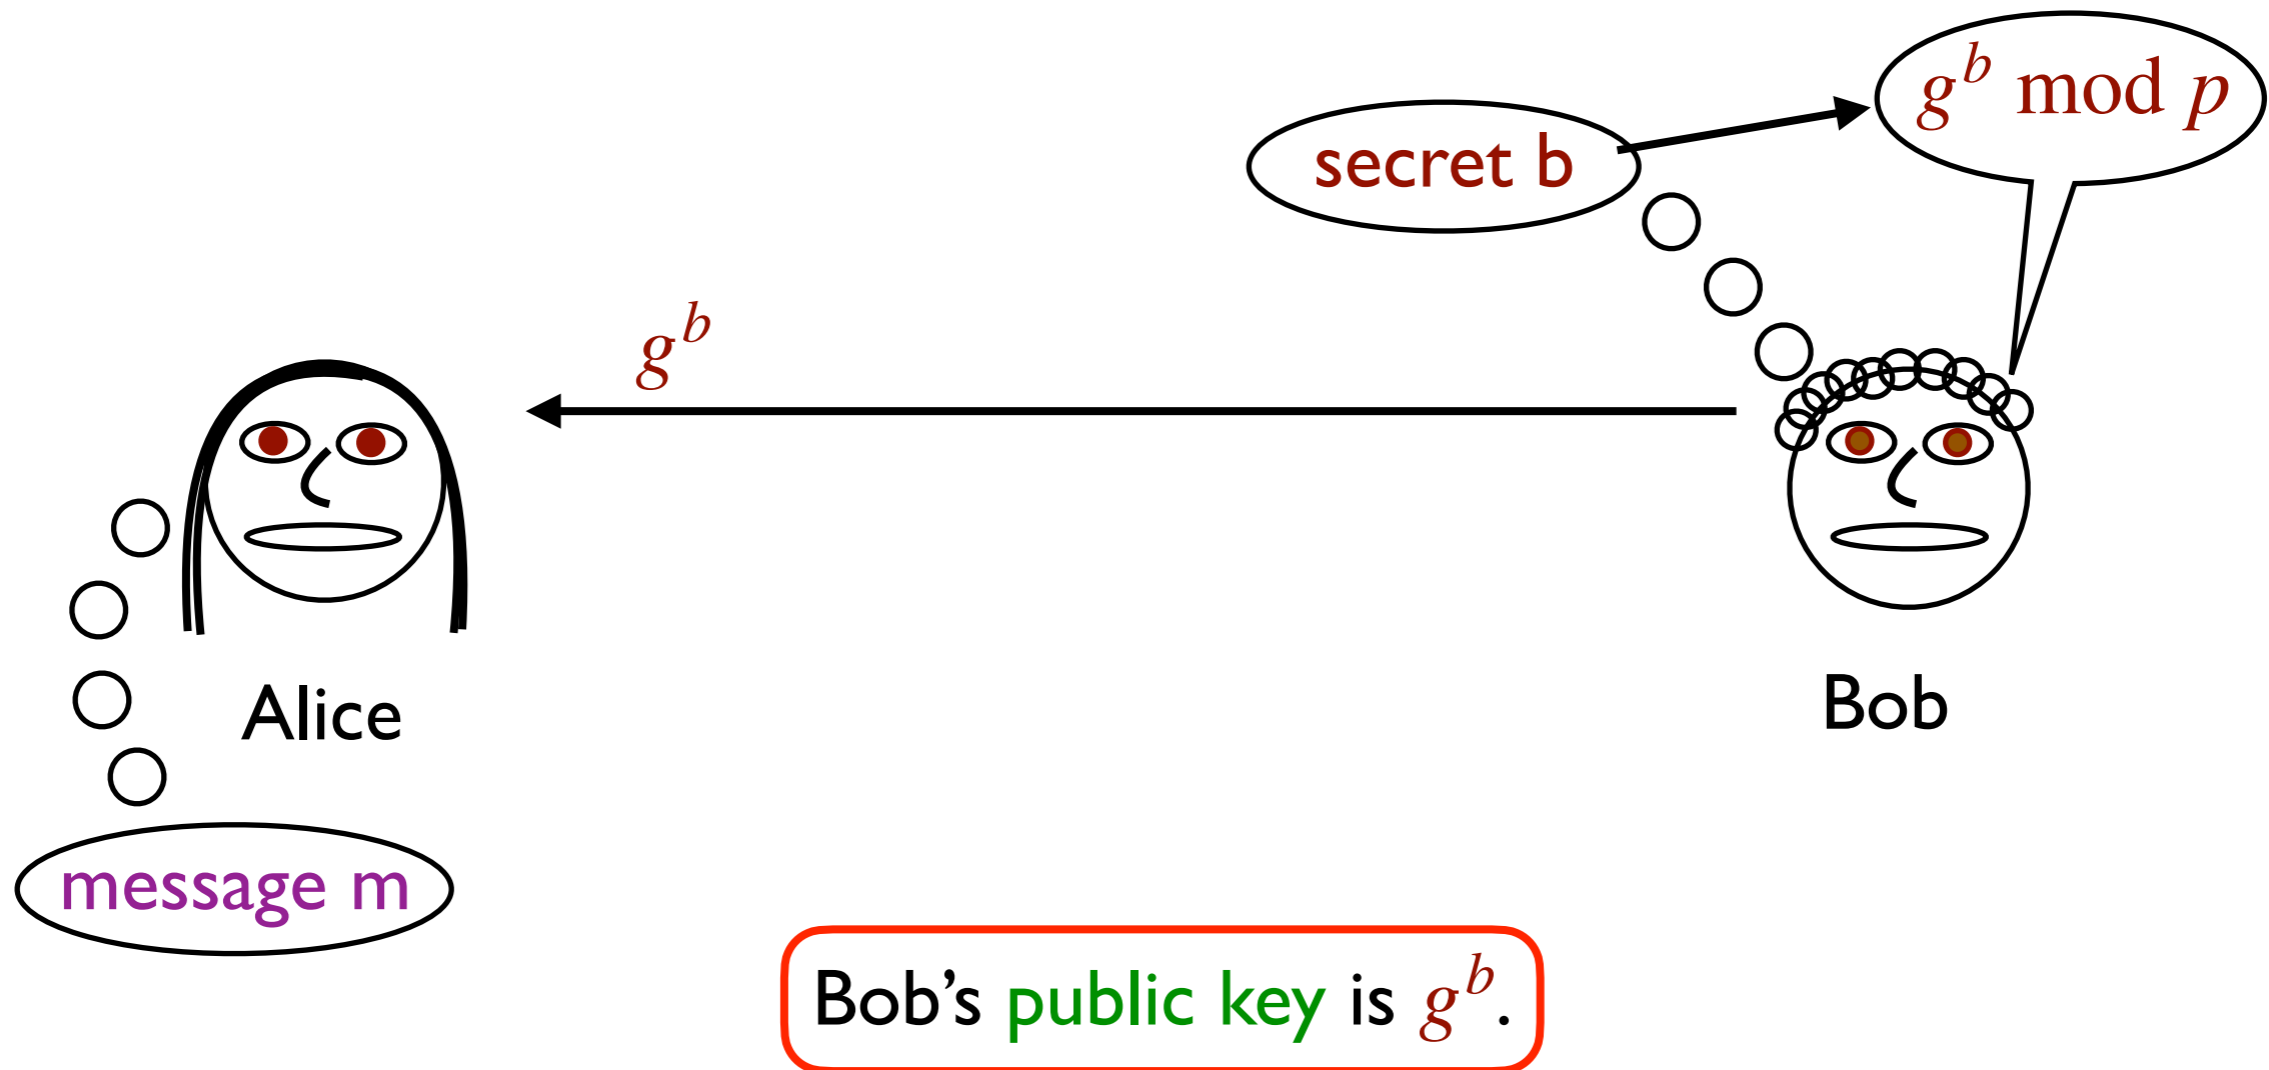 g^b mod p
secret b
g^b
Alice
Bob
message m
Bob's public key is g^b.